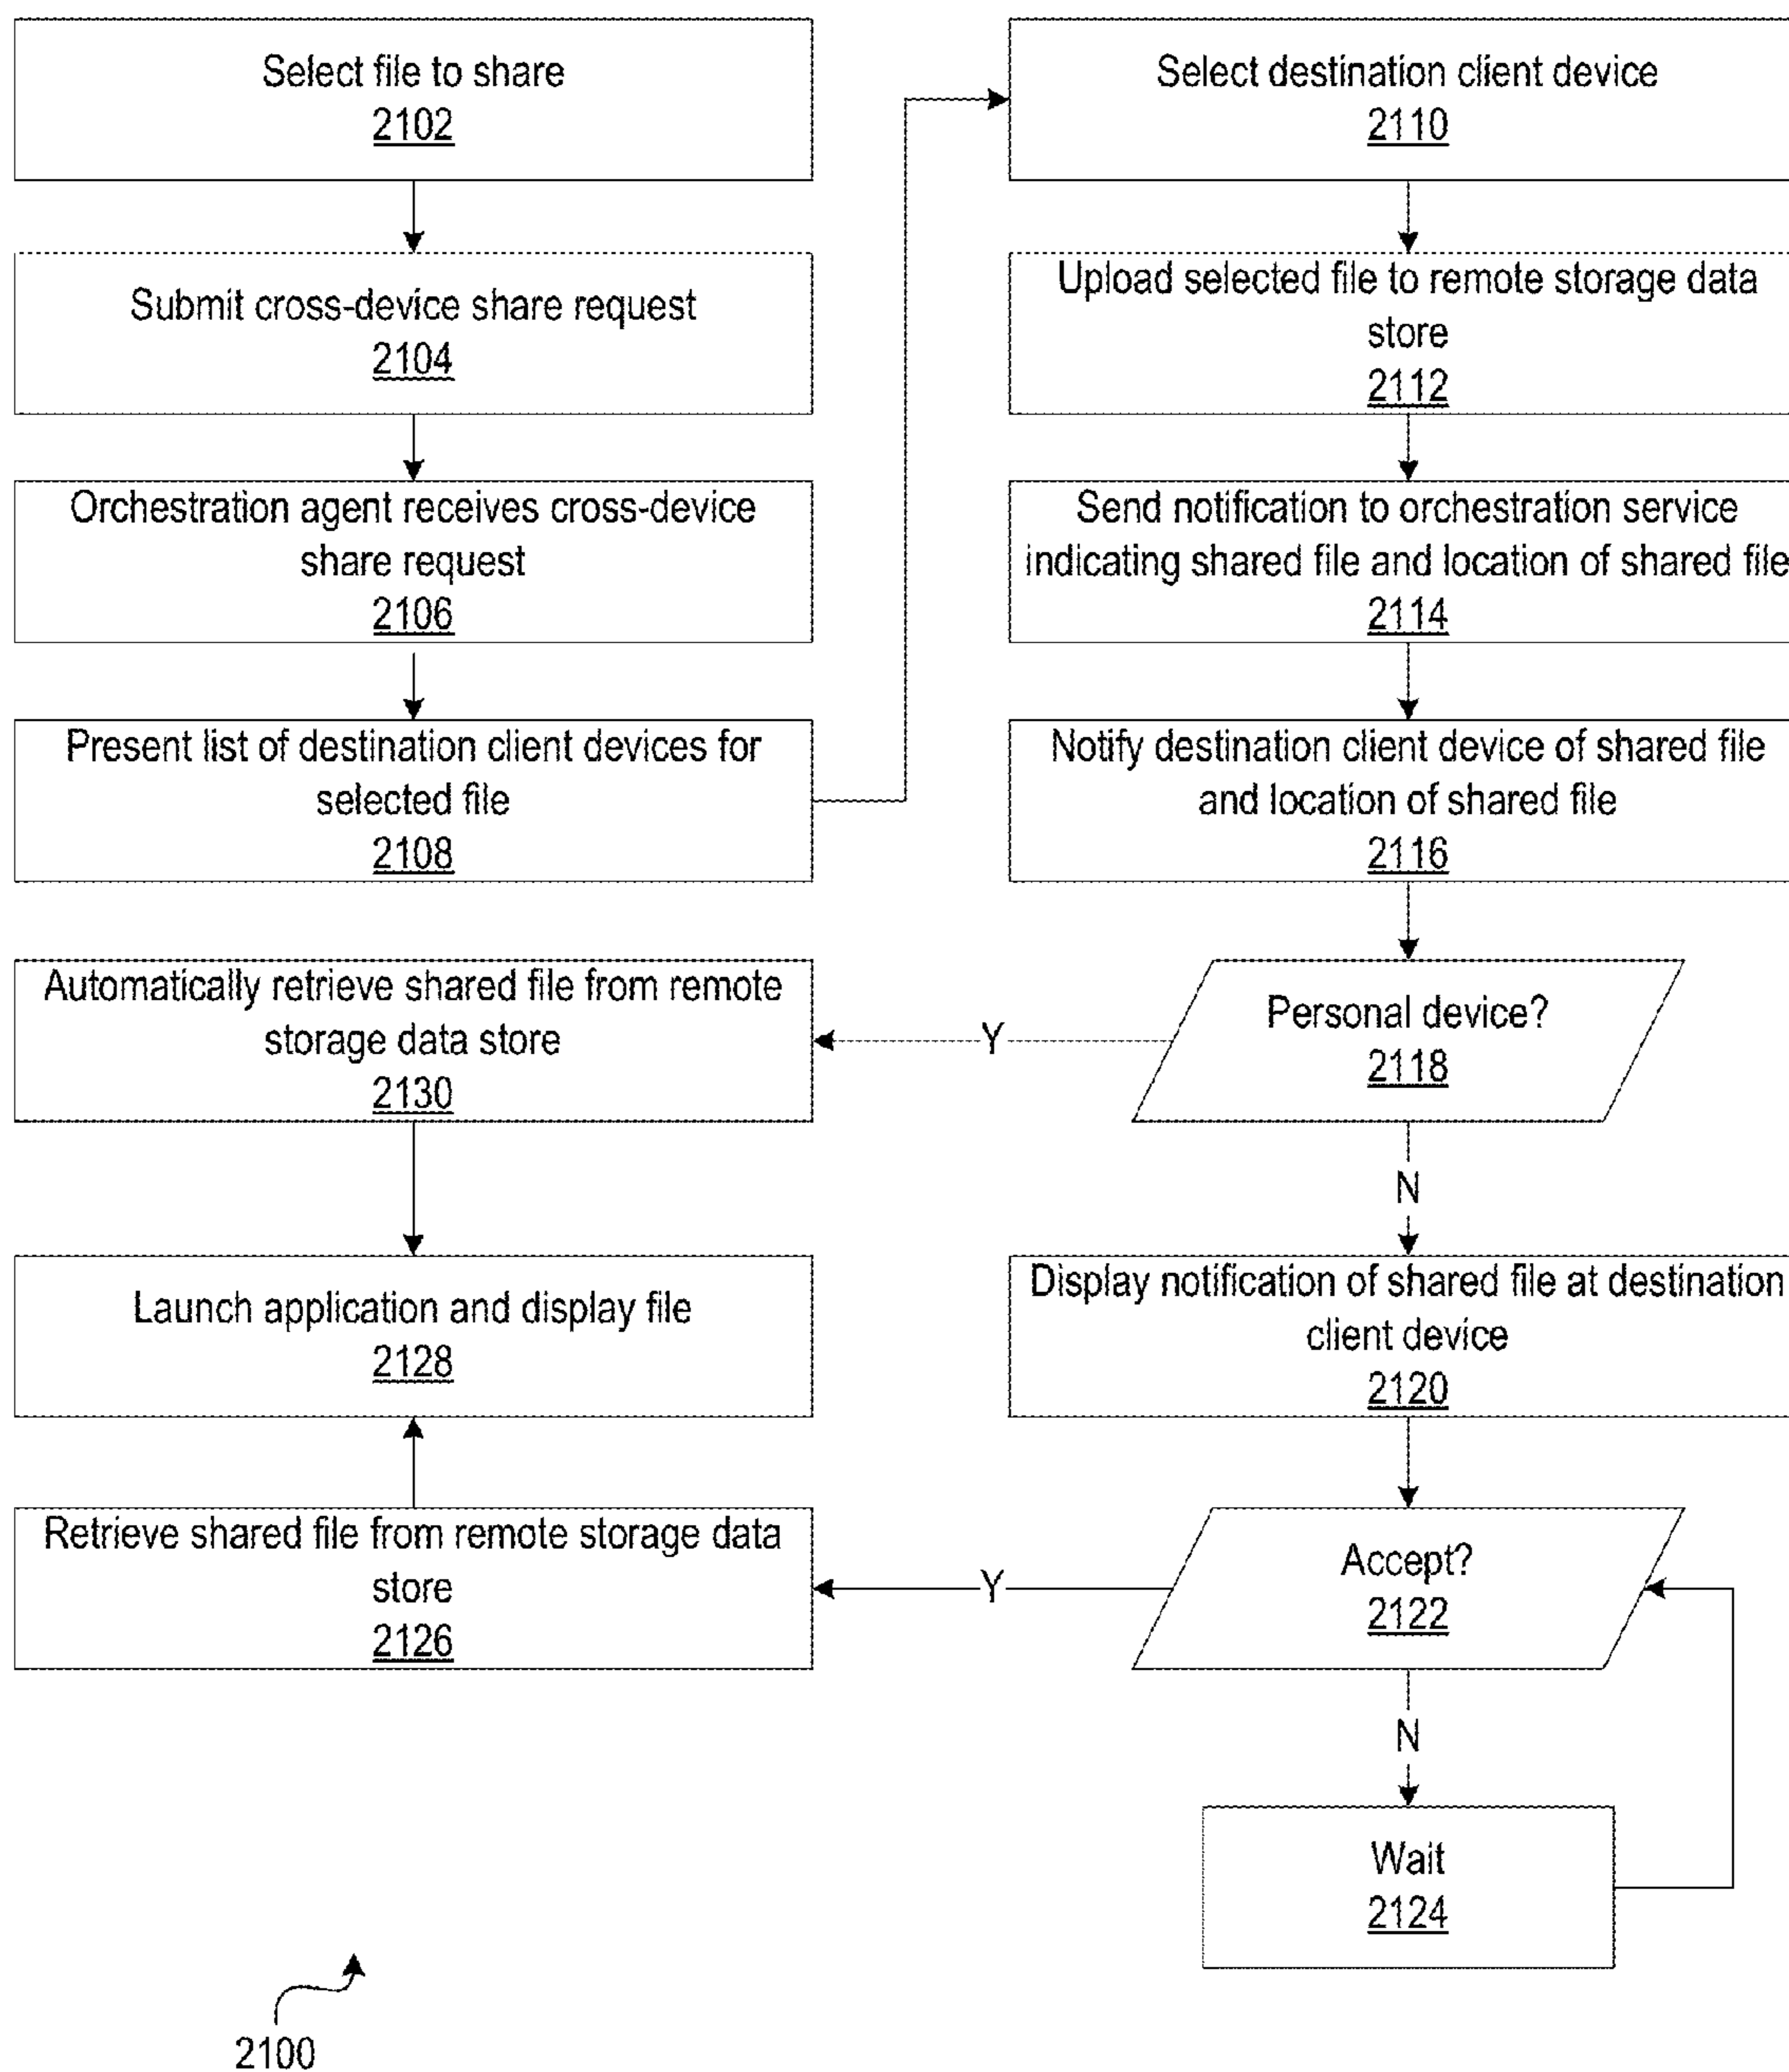 Select file to share
2102
Submit cross-device share request
2104
Orchestration agent receives cross-device
share request
2106
Present list of destination client devices for
selected file
2108
Select destination client device
2110
Upload selected file to remote storage data
store
2112
Send notification to orchestration service
indicating shared file and location of shared file
2114
Notify destination client device of shared file
and location of shared file
2116
Personal device?
2118
Y
N
Automatically retrieve shared file from remote
storage data store
2130
Launch application and display file
2128
Display notification of shared file at destination
client device
2120
Accept?
2122
Y
N
Retrieve shared file from remote storage data
store
2126
Wait
2124
2100